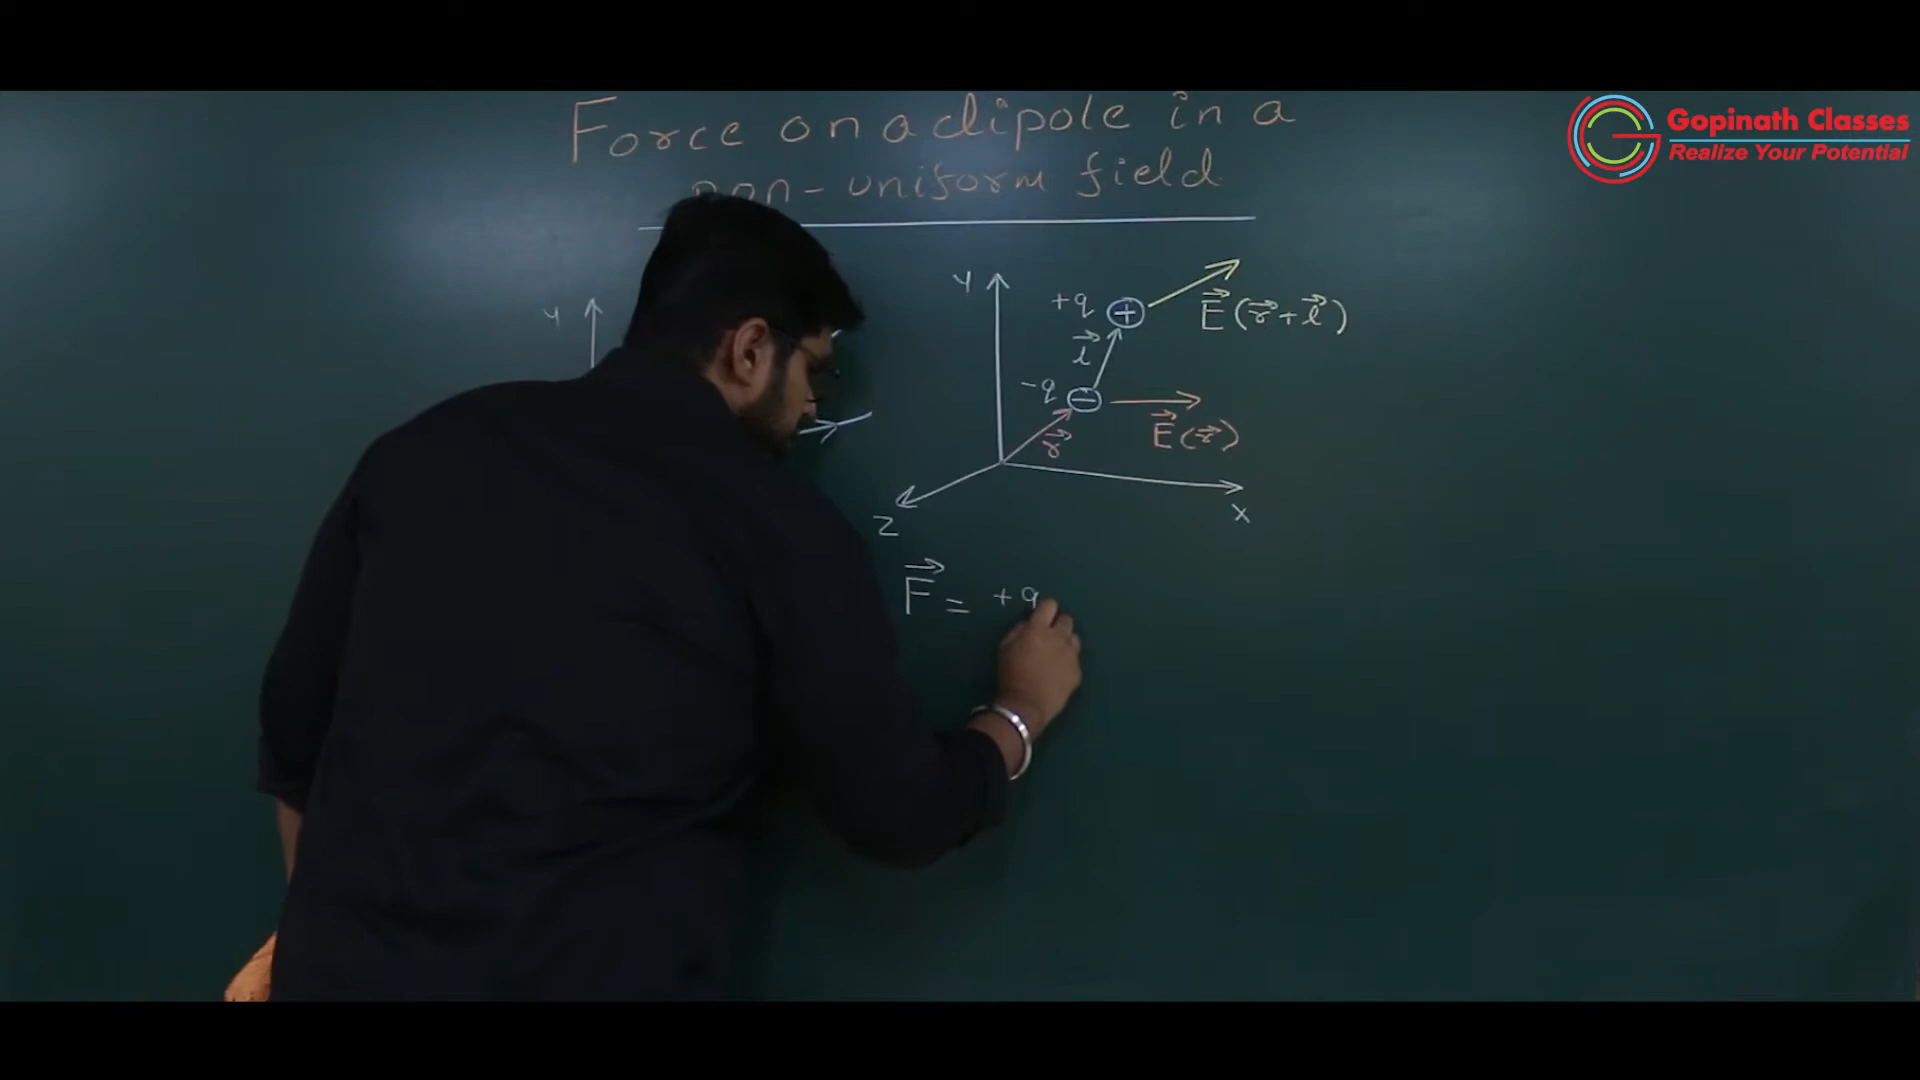 Force on a dipole in a
non-uniform field
Gopinath Classes
Realize Your Potential
Y
Y
+q
+
E⃗(r⃗+l⃗)
l⃗
-q
−
E⃗(r⃗)
r⃗
Z
X
F⃗ = +q